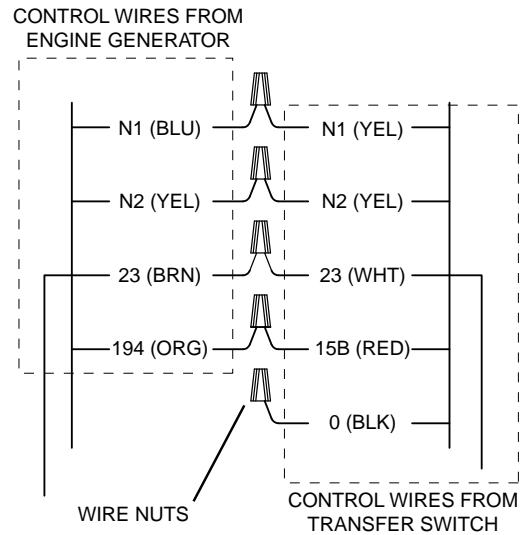 CONTROL WIRES FROM
ENGINE GENERATOR
N1 (BLU) N1 (YEL)
N2 (YEL) N2 (YEL)
23 (BRN) 23 (WHT)
194 (ORG) 15B (RED)
0 (BLK)
WIRE NUTS
CONTROL WIRES FROM
TRANSFER SWITCH